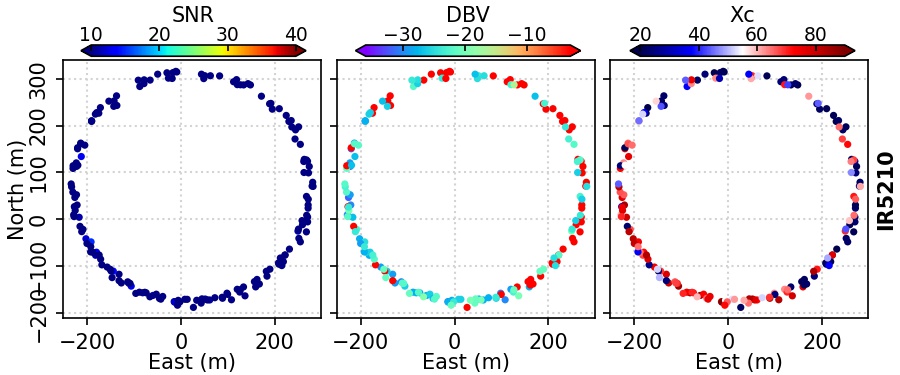 SNR DBV Xc
10 20 30 40 −30 −20 −10 20 40 60 80
300
200
100
0
−100
−200
North (m)
−200 0 200 −200 0 200 −200 0 200
East (m) East (m) East (m)
IR5210